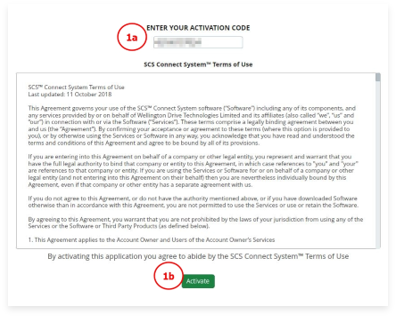 ENTER YOUR ACTIVATION CODE
1a
SCS Connect System™ Terms of Use
SCS™ Connect System Terms of Use
Last updated: 11 October 2018
This Agreement governs your use of the SCS™ Connect System software ("Software") including any of its components, and
any services provided by or on behalf of Wellington Drive Technologies Limited and its affiliates (also called "we", "us" and
"our") in connection with or via the Software ("Services"). These terms comprise a legally binding agreement between you
and us (the "Agreement"). By confirming your acceptance or agreement to these terms (where this option is provided to
you), or by otherwise using the Services or Software in any way, you acknowledge that you have read and understood the
terms and conditions of this Agreement and agree to be bound by all of its provisions.
If you are entering into this Agreement on behalf of a company or other legal entity, you represent and warrant that you
have the full legal authority to bind that company or entity to this Agreement, in which case references to "you" and "your"
are references to that company or entity. If you are using the Services or Software for or on behalf of a company or other
legal entity (and not entering into this Agreement on their behalf) then you are nevertheless individually bound by this
Agreement, even if that company or other entity has a separate agreement with us.
If you do not agree to this Agreement, or do not have the authority mentioned above, or if you have downloaded Software
otherwise than in accordance with this Agreement, you are not permitted to use the Services or use or retain the Software.
By agreeing to this Agreement, you warrant that you are not prohibited by the laws of your jurisdiction from using any of the
Services or the Software or Third Party Products (as defined below).
1. This Agreement applies to the Account Owner and Users of the Account Owner's Services
By activating this application you agree to abide by the SCS Connect System™ Terms of Use
1b
Activate